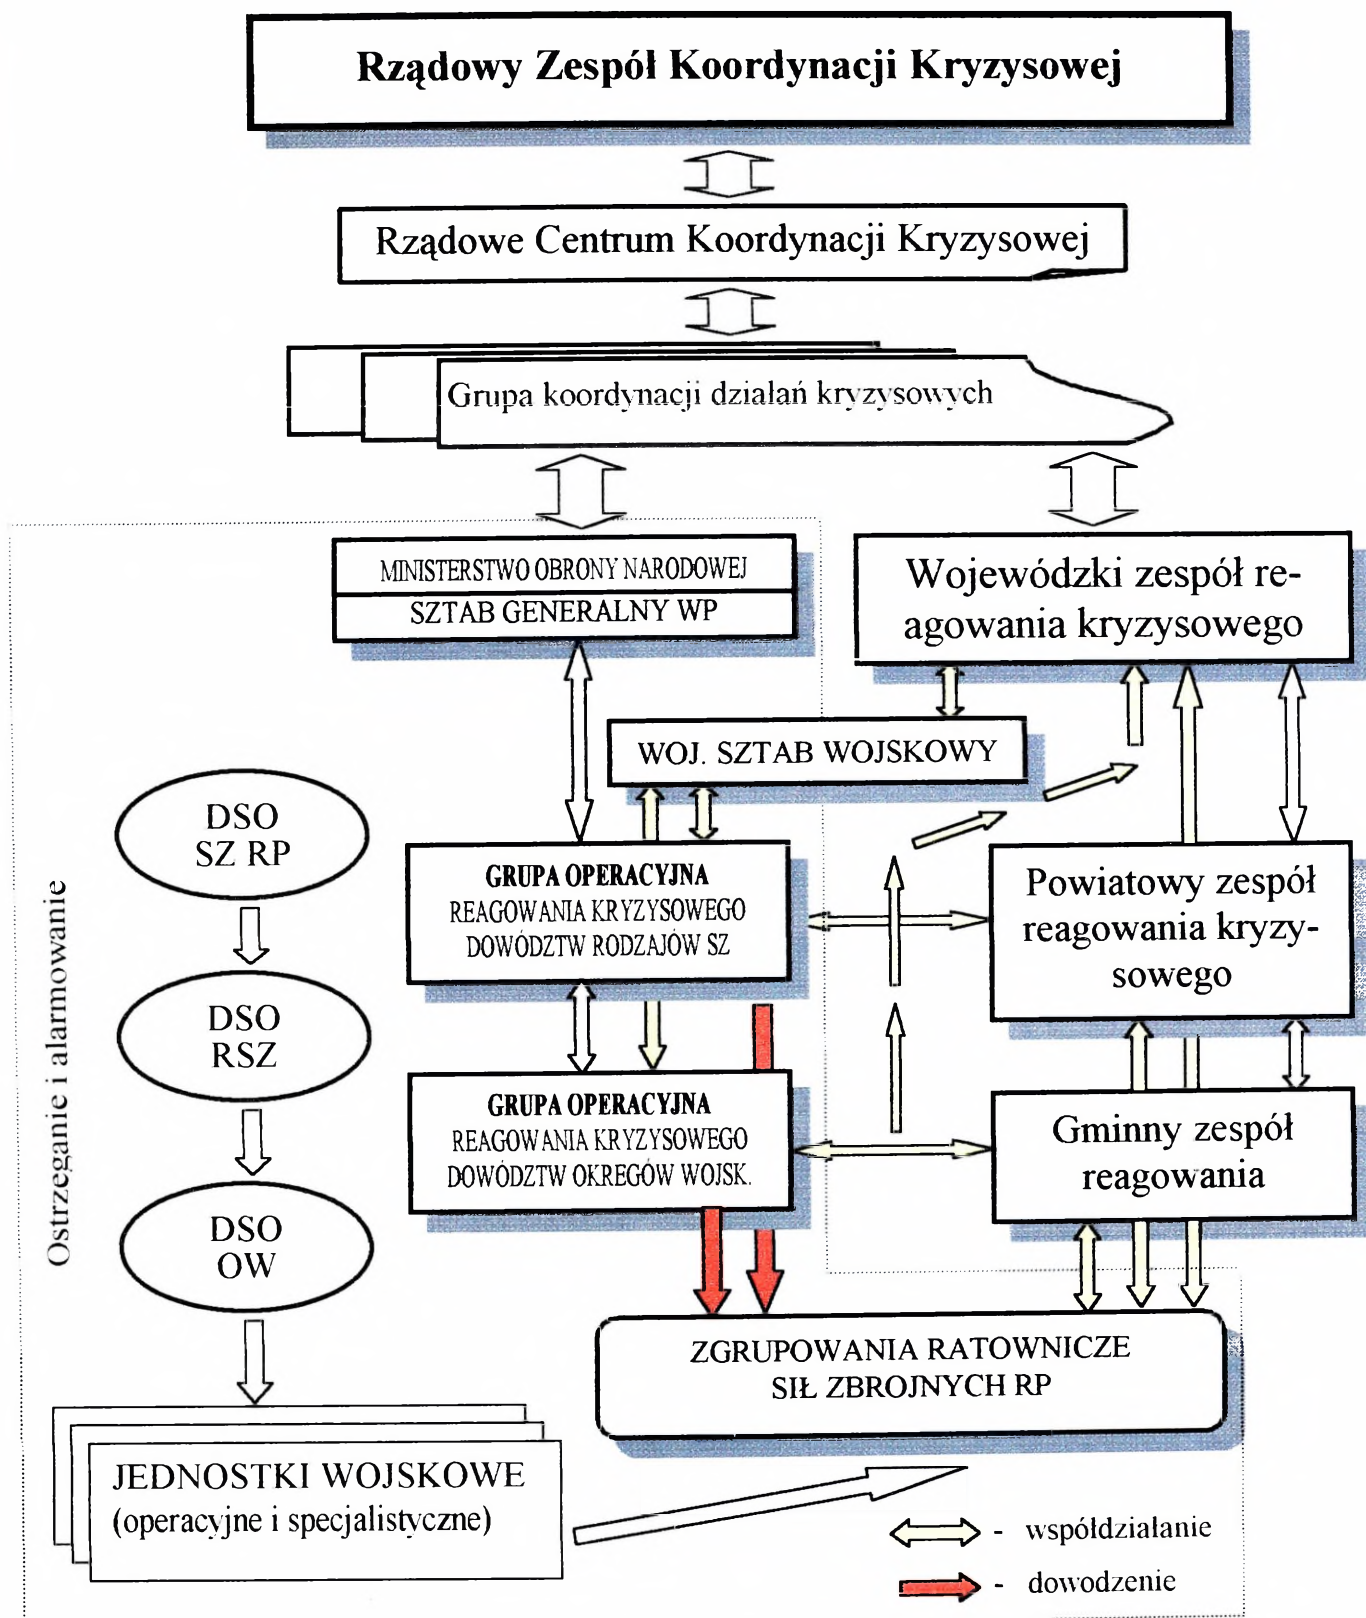 Rządowy Zespół Koordynacji Kryzysowej
Rządowe Centrum Koordynacji Kryzysowej
Grupa koordynacji działań kryzysowych
MINISTERSTWO OBRONY NARODOWEJ
SZTAB GENERALNY WP
Wojewódzki zespół re-
agowania kryzysowego
WOJ. SZTAB WOJSKOWY
DSO
SZ RP
GRUPA OPERACYJNA
REAGOWANIA KRYZYSOWEGO
DOWÓDZTW RODZAJÓW SZ
Powiatowy zespół
reagowania kryzy-
sowego
Ostrzeganie i alarmowanie
DSO
RSZ
GRUPA OPERACYJNA
REAGOWANIA KRYZYSOWEGO
DOWÓDZTW OKREGÓW WOJSK.
Gminny zespół
reagowania
DSO
OW
ZGRUPOWANIA RATOWNICZE
SIŁ ZBROJNYCH RP
JEDNOSTKI WOJSKOWE
(operacyjne i specjalistyczne)
- współdziałanie
- dowodzenie